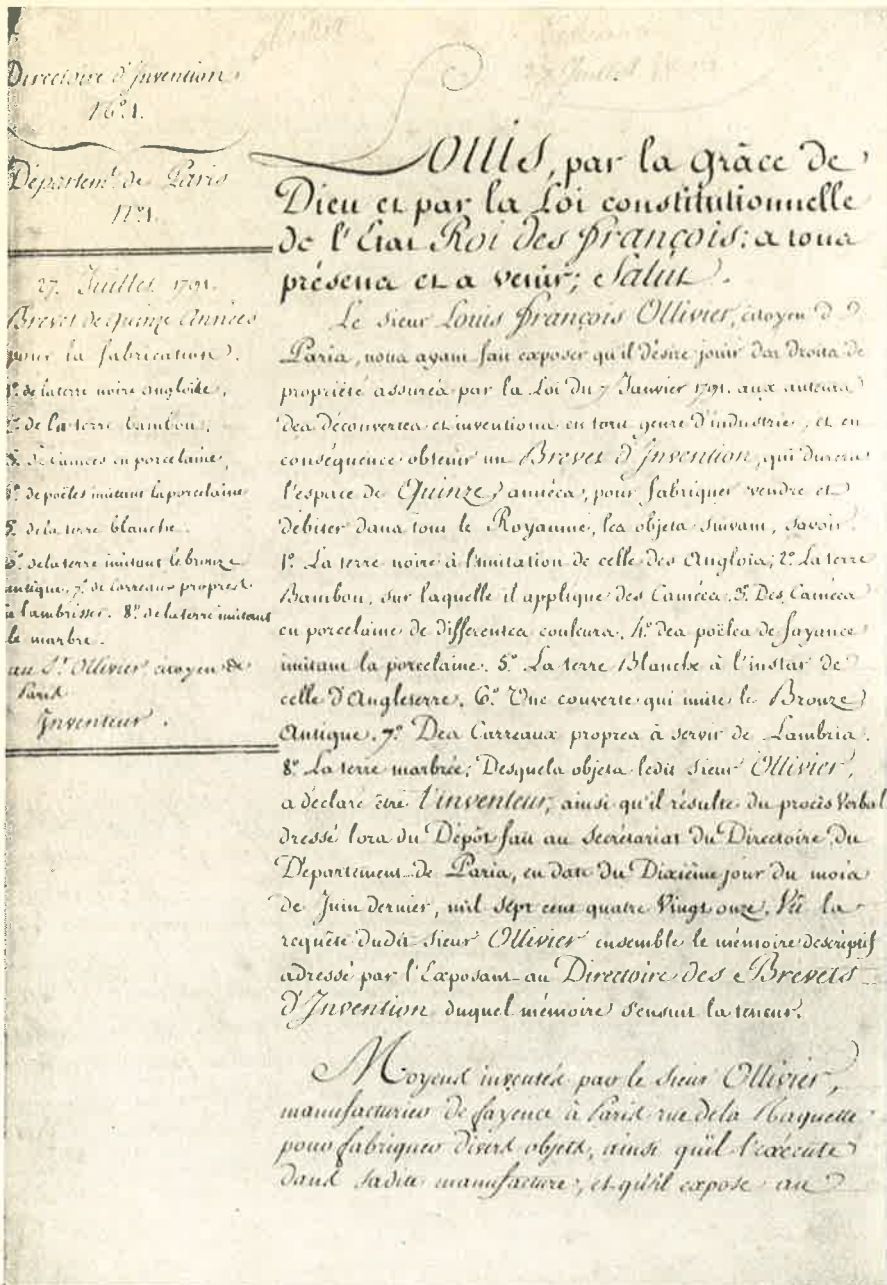 Directoire d'Invention
N.º 1.
Départem.t de Paris
N.º 1.
27. Juillet 1791.
Brevet de quinze Années
pour la fabrication
1.º de la terre noire angloise,
2.º de la terre bambou,
3.º de Camées en porcelaine,
4.º de poëles imitant la porcelaine
5.º de la terre blanche
6.º de la terre imitant le bronze
antique. 7.º de Carreaux propres
à lambrisser. 8.º de la terre imitant
le marbre.
au S.r Ollivier citoyen de
Paris
Inventeur.
Louis, par la Grâce de
Dieu et par la Loi constitutionnelle
de l'Etat Roi des François: a tous
présens et a venir; Salut.
Le Sieur Louis François Ollivier, citoyen de
Paris, nous ayant fait exposer qu'il désire jouir des droits de
propriété assurés par la Loi du 7 Janvier 1791. aux auteurs
des découvertes et inventions en tout genre d'industrie, et en
conséquence obtenir un Brevet d'Invention, qui durera
l'espace de Quinze années, pour fabriquer vendre et
débiter dans tout le Royaume, les objets suivant, savoir
1.º La terre noire à l'imitation de celle des Anglois, 2.º La terre
Bambou, sur laquelle il applique des Camées. 3.º Des Camées
en porcelaine de differentes couleurs. 4.º des poëles de fayance
imitant la porcelaine. 5.º La terre Blanche à l'instar de
celle d'Angleterre. 6.º Une couverte qui imite le Bronze
Antique. 7.º Des Carreaux propres à servir de Lambris.
8.º La terre marbrée; Desquels objets ledit Sieur Ollivier,
a déclaré être l'inventeur, ainsi qu'il résulte du procès Verbal
dressé lors du Dépôt fait au Secrétariat du Directoire du
Département de Paris, en date du Dixième jour du mois
de Juin dernier, mil sept cent quatre Vingt onze. Vû la
requête dudit Sieur Ollivier ensemble le mémoire descriptif
adressé par l'Exposant au Directoire des Brevets
d'Invention duquel mémoire s'ensuit la teneur.
Moyens inventés par le Sieur Ollivier,
manufacturier de fayence à Paris rue de la Roquette
pour fabriquer divers objets, ainsi qu'il l'exécute
dans sadite manufacture, et qu'il expose au